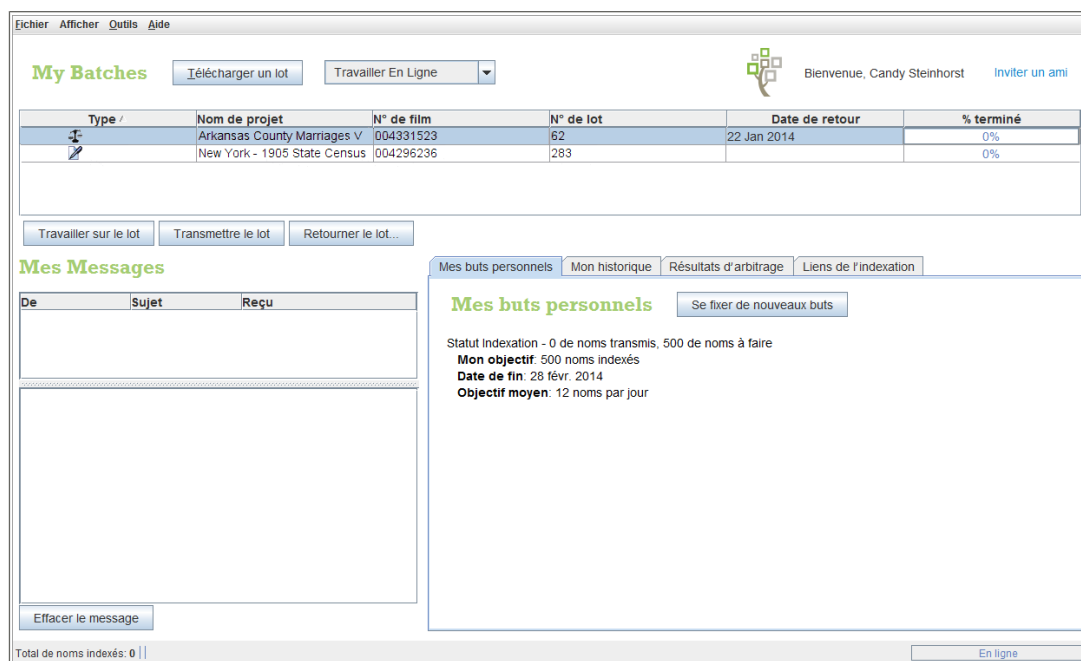 Fichier Afficher Outils Aide
My Batches Télécharger un lot Travailler En Ligne Bienvenue, Candy Steinhorst Inviter un ami
Type / Nom de projet N° de film N° de lot Date de retour % terminé
Arkansas County Marriages V 004331523 62 22 Jan 2014 0%
New York - 1905 State Census 004296236 283 0%
Travailler sur le lot Transmettre le lot Retourner le lot...
Mes Messages
De Sujet Reçu
Effacer le message
Mes buts personnels Mon historique Résultats d'arbitrage Liens de l'indexation
Mes buts personnels Se fixer de nouveaux buts
Statut Indexation - 0 de noms transmis, 500 de noms à faire
Mon objectif: 500 noms indexés
Date de fin: 28 févr. 2014
Objectif moyen: 12 noms par jour
Total de noms indexés: 0 En ligne